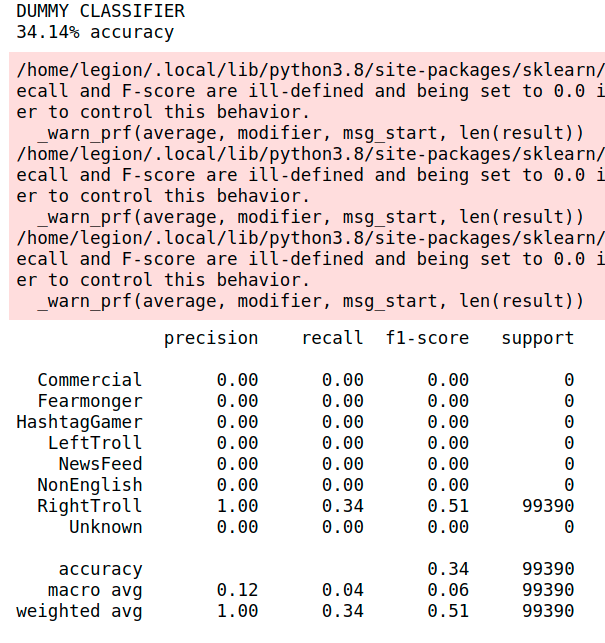 DUMMY CLASSIFIER
34.14% accuracy
/home/legion/.local/lib/python3.8/site-packages/sklearn/
ecall and F-score are ill-defined and being set to 0.0 i
er to control this behavior.
_warn_prf(average, modifier, msg_start, len(result))
/home/legion/.local/lib/python3.8/site-packages/sklearn/
ecall and F-score are ill-defined and being set to 0.0 i
er to control this behavior.
_warn_prf(average, modifier, msg_start, len(result))
/home/legion/.local/lib/python3.8/site-packages/sklearn/
ecall and F-score are ill-defined and being set to 0.0 i
er to control this behavior.
_warn_prf(average, modifier, msg_start, len(result))
precision recall f1-score support
Commercial 0.00 0.00 0.00 0
Fearmonger 0.00 0.00 0.00 0
HashtagGamer 0.00 0.00 0.00 0
LeftTroll 0.00 0.00 0.00 0
NewsFeed 0.00 0.00 0.00 0
NonEnglish 0.00 0.00 0.00 0
RightTroll 1.00 0.34 0.51 99390
Unknown 0.00 0.00 0.00 0
accuracy 0.34 99390
macro avg 0.12 0.04 0.06 99390
weighted avg 1.00 0.34 0.51 99390